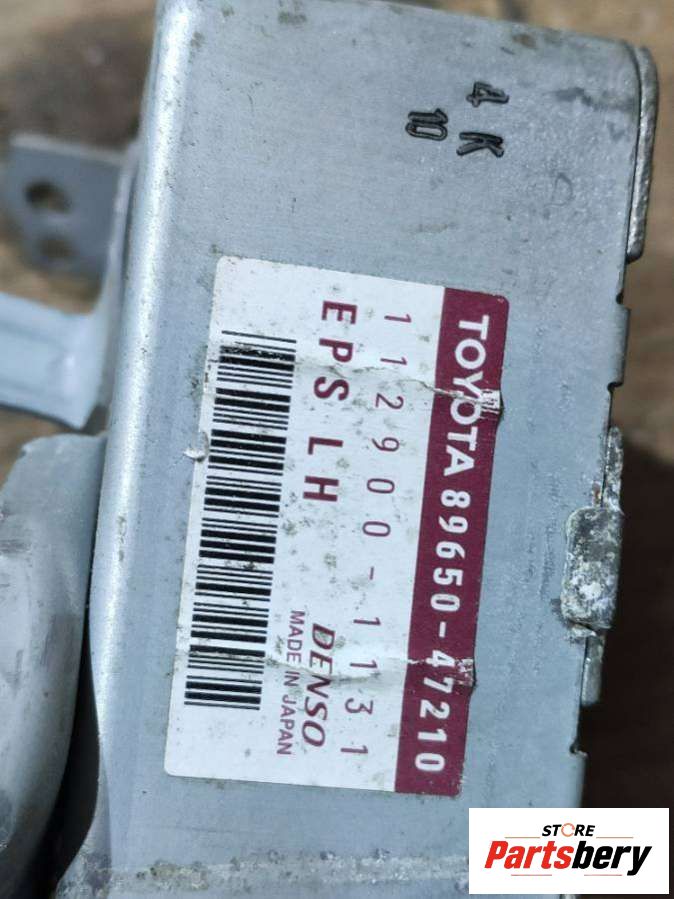 4K
10
TOYOTA 89650-47210
112900-1131
EPS LH
DENSO
MADE IN JAPAN
STORE
Partsbery